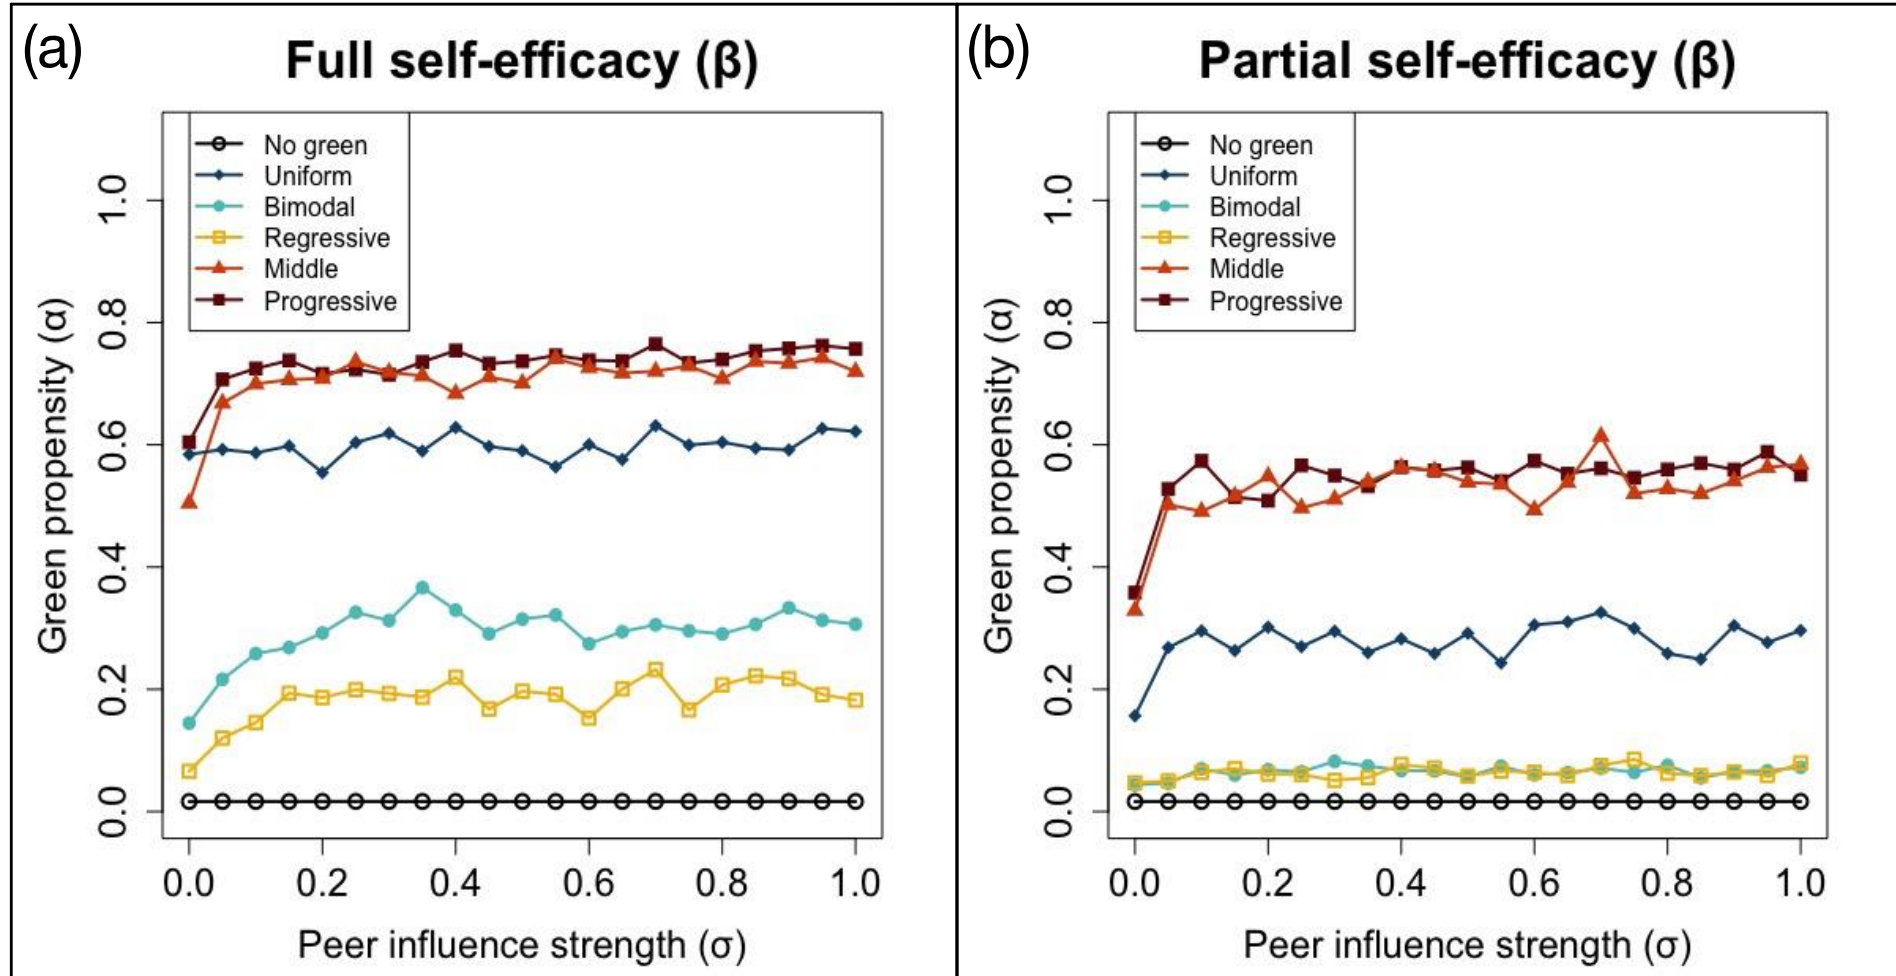 (a)
Full self-efficacy (β)
No green
Uniform
Bimodal
Regressive
Middle
Progressive
Green propensity (α)
1.0
0.8
0.6
0.4
0.2
0.0
0.0 0.2 0.4 0.6 0.8 1.0
Peer influence strength (σ)
(b)
Partial self-efficacy (β)
No green
Uniform
Bimodal
Regressive
Middle
Progressive
Green propensity (α)
1.0
0.8
0.6
0.4
0.2
0.0
0.0 0.2 0.4 0.6 0.8 1.0
Peer influence strength (σ)